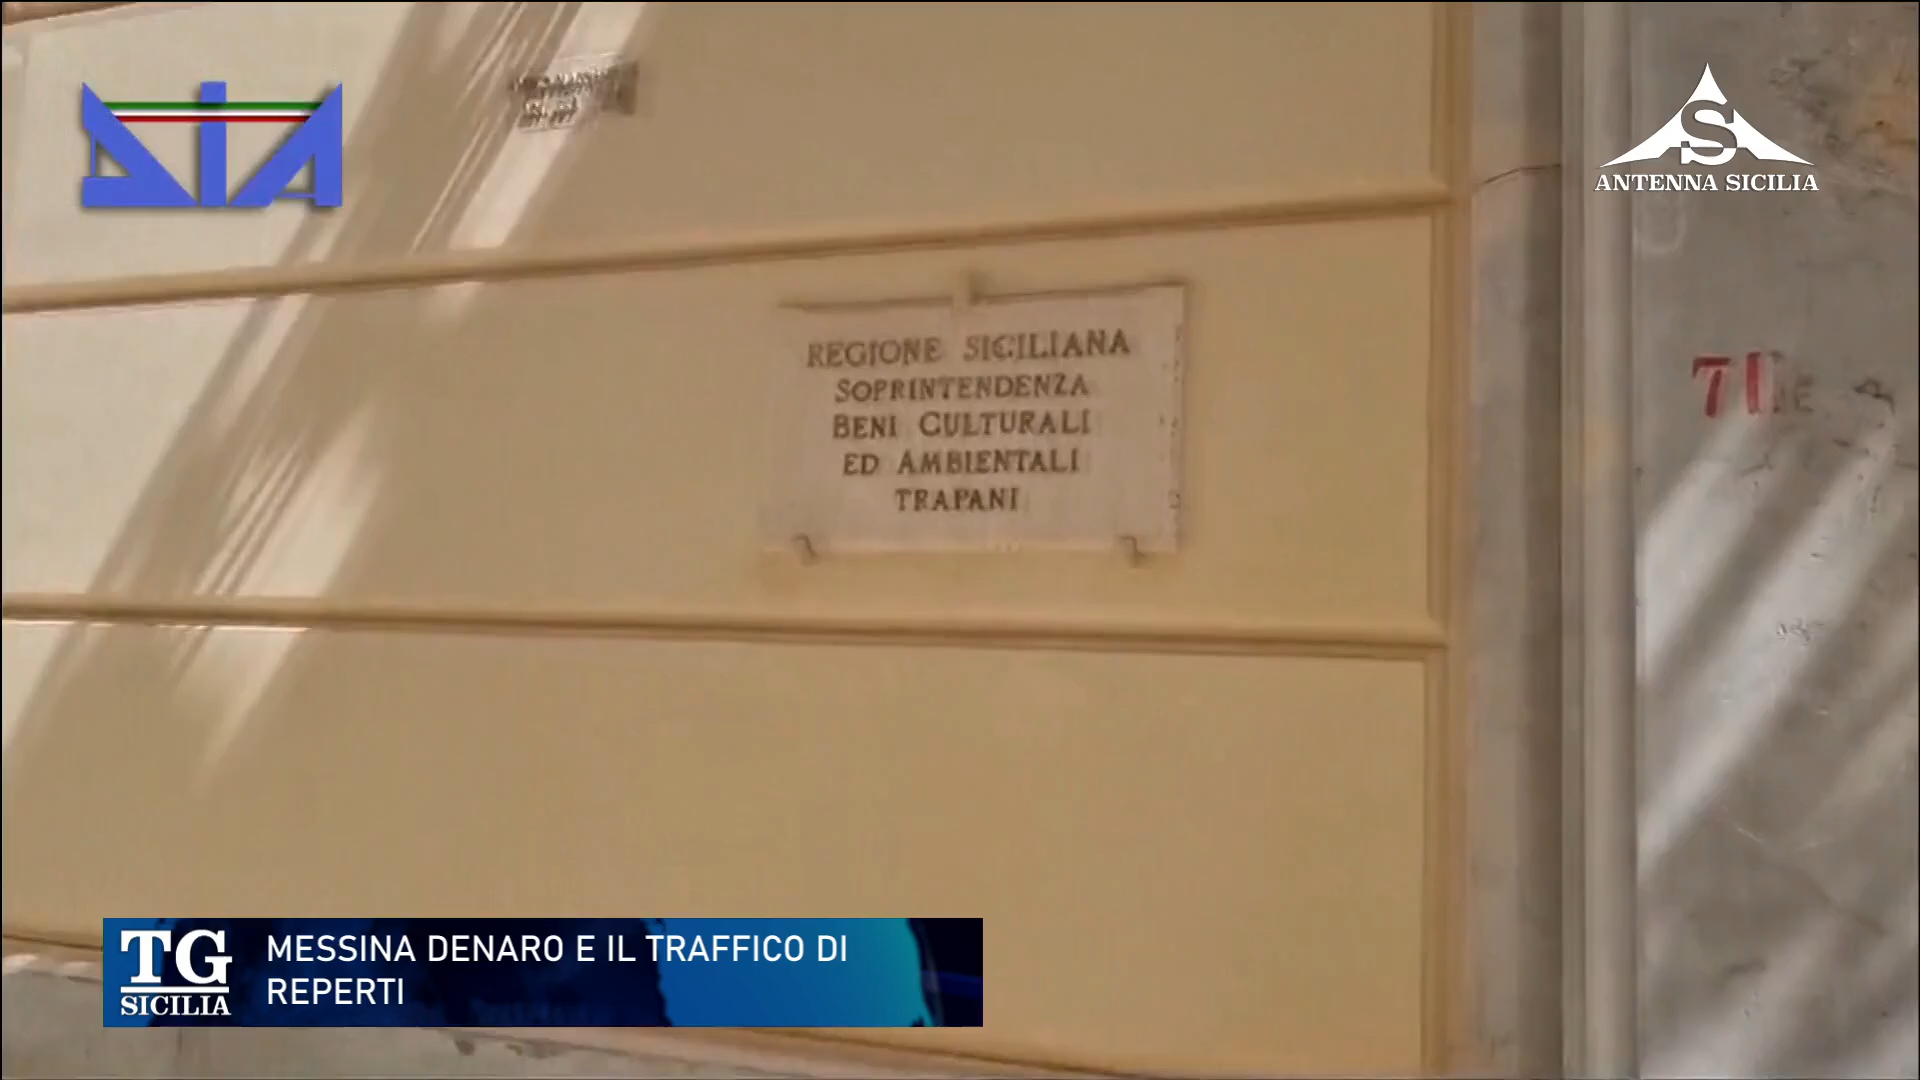 DIA
ANTENNA SICILIA
REGIONE SICILIANA
SOPRINTENDENZA
BENI CULTURALI
ED AMBIENTALI
TRAPANI
71
TG
SICILIA
MESSINA DENARO E IL TRAFFICO DI
REPERTI